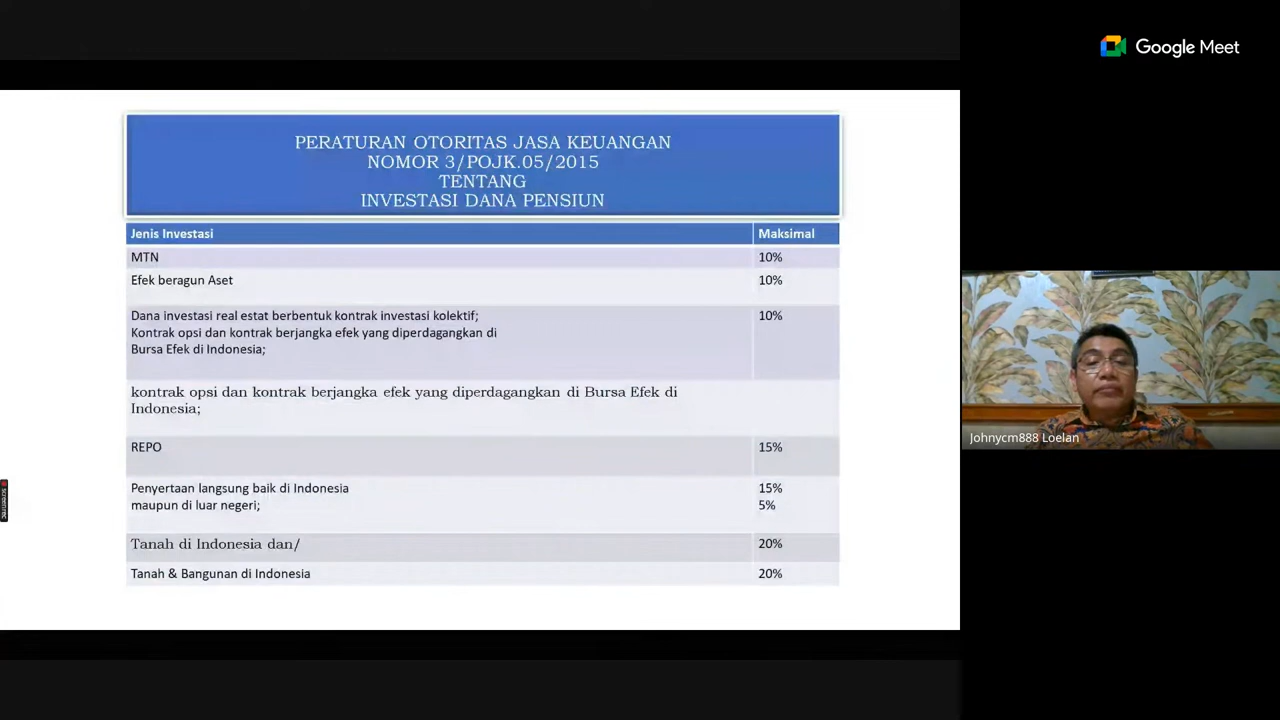 Google Meet
PERATURAN OTORITAS JASA KEUANGAN
NOMOR 3/POJK.05/2015
TENTANG
INVESTASI DANA PENSIUN
Jenis Investasi Maksimal
MTN 10%
Efek beragun Aset 10%
Dana investasi real estat berbentuk kontrak investasi kolektif; 10%
Kontrak opsi dan kontrak berjangka efek yang diperdagangkan di
Bursa Efek di Indonesia;
kontrak opsi dan kontrak berjangka efek yang diperdagangkan di Bursa Efek di
Indonesia;
REPO 15%
Penyertaan langsung baik di Indonesia 15%
maupun di luar negeri; 5%
Tanah di Indonesia dan/ 20%
Tanah & Bangunan di Indonesia 20%
Johnycm888 Loelan